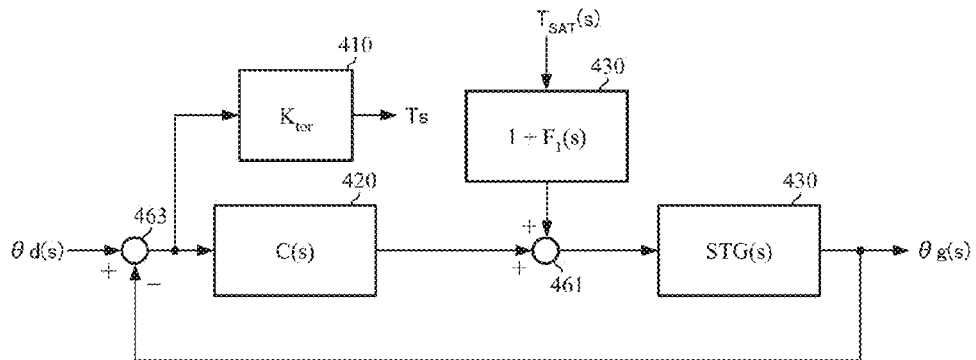 T_SAT(s)
410
430
K_tor
Ts
1 + F_1(s)
420
430
463
θ d(s)
+
−
C(s)
+
+
461
STG(s)
θ g(s)